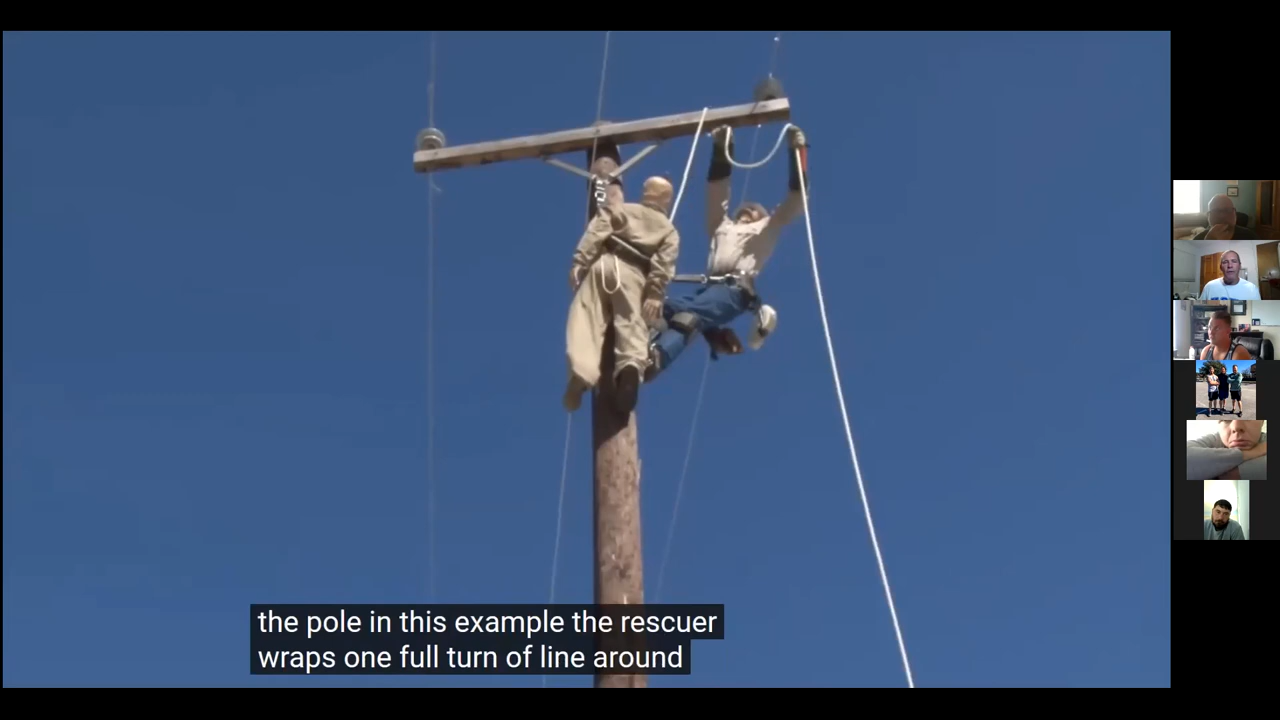 the pole in this example the rescuer
wraps one full turn of line around